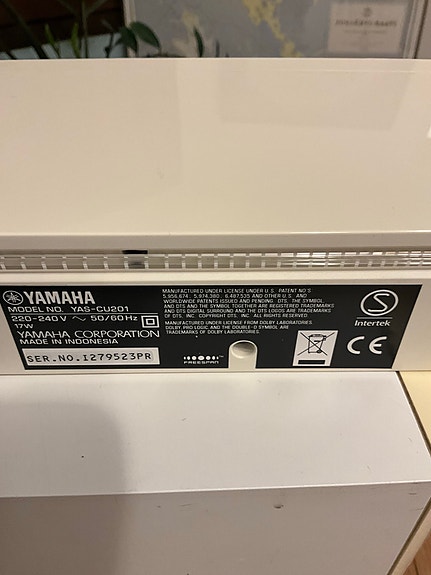 YAMAHA
MODEL NO. YAS-CU201
220-240V ~ 50/60Hz
17W
YAMAHA CORPORATION
MADE IN INDONESIA
SER.NO.I279523PR
MANUFACTURED UNDER LICENSE UNDER U.S. PATENT NO'S
5,956,674 ; 5,974,380 ; 6,487,535 AND OTHER U.S. AND
WORLDWIDE PATENTS ISSUED AND PENDING. DTS, THE SYMBOL,
AND DTS AND THE SYMBOL TOGETHER ARE REGISTERED TRADEMARKS
AND DTS DIGITAL SURROUND AND THE DTS LOGOS ARE TRADEMARKS
OF DTS, INC. COPYRIGHT DTS, INC. ALL RIGHTS RESERVED.
MANUFACTURED UNDER LICENSE FROM DOLBY LABORATORIES.
DOLBY, PRO LOGIC AND THE DOUBLE-D SYMBOL ARE
TRADEMARKS OF DOLBY LABORATORIES.
FREESPAN
S
Intertek
CE